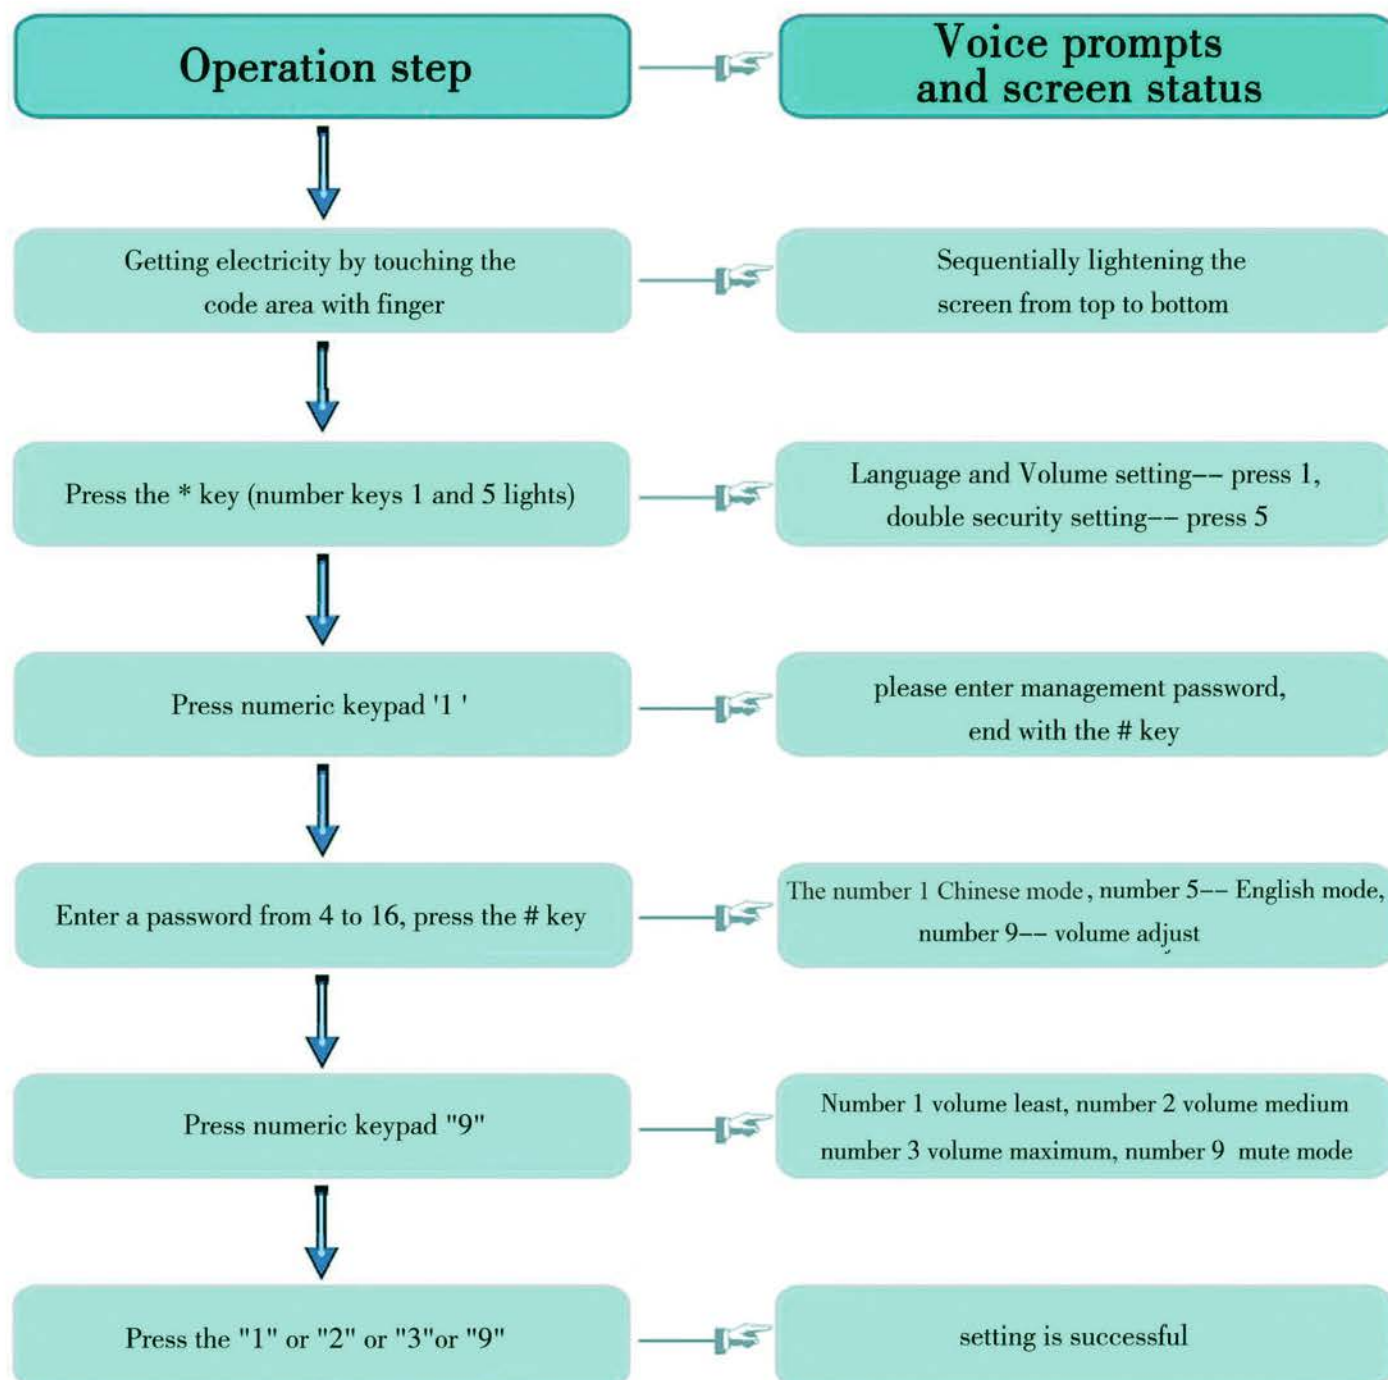 Operation step
Voice prompts
and screen status
Getting electricity by touching the
code area with finger
Sequentially lightening the
screen from top to bottom
Press the * key (number keys 1 and 5 lights)
Language and Volume setting-- press 1,
double security setting-- press 5
Press numeric keypad '1 '
please enter management password,
end with the # key
Enter a password from 4 to 16, press the # key
The number 1 Chinese mode, number 5-- English mode,
number 9-- volume adjust
Press numeric keypad "9"
Number 1 volume least, number 2 volume medium
number 3 volume maximum, number 9 mute mode
Press the "1" or "2" or "3"or "9"
setting is successful